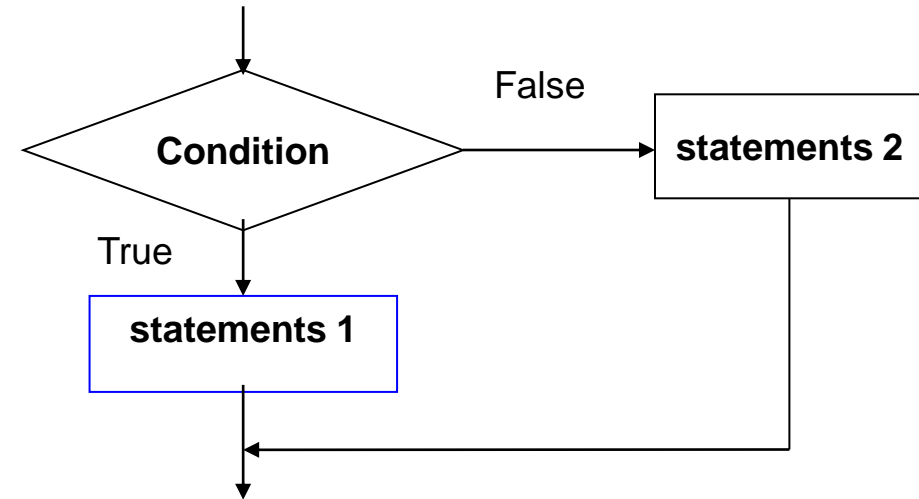 False
Condition
statements 2
True
statements 1